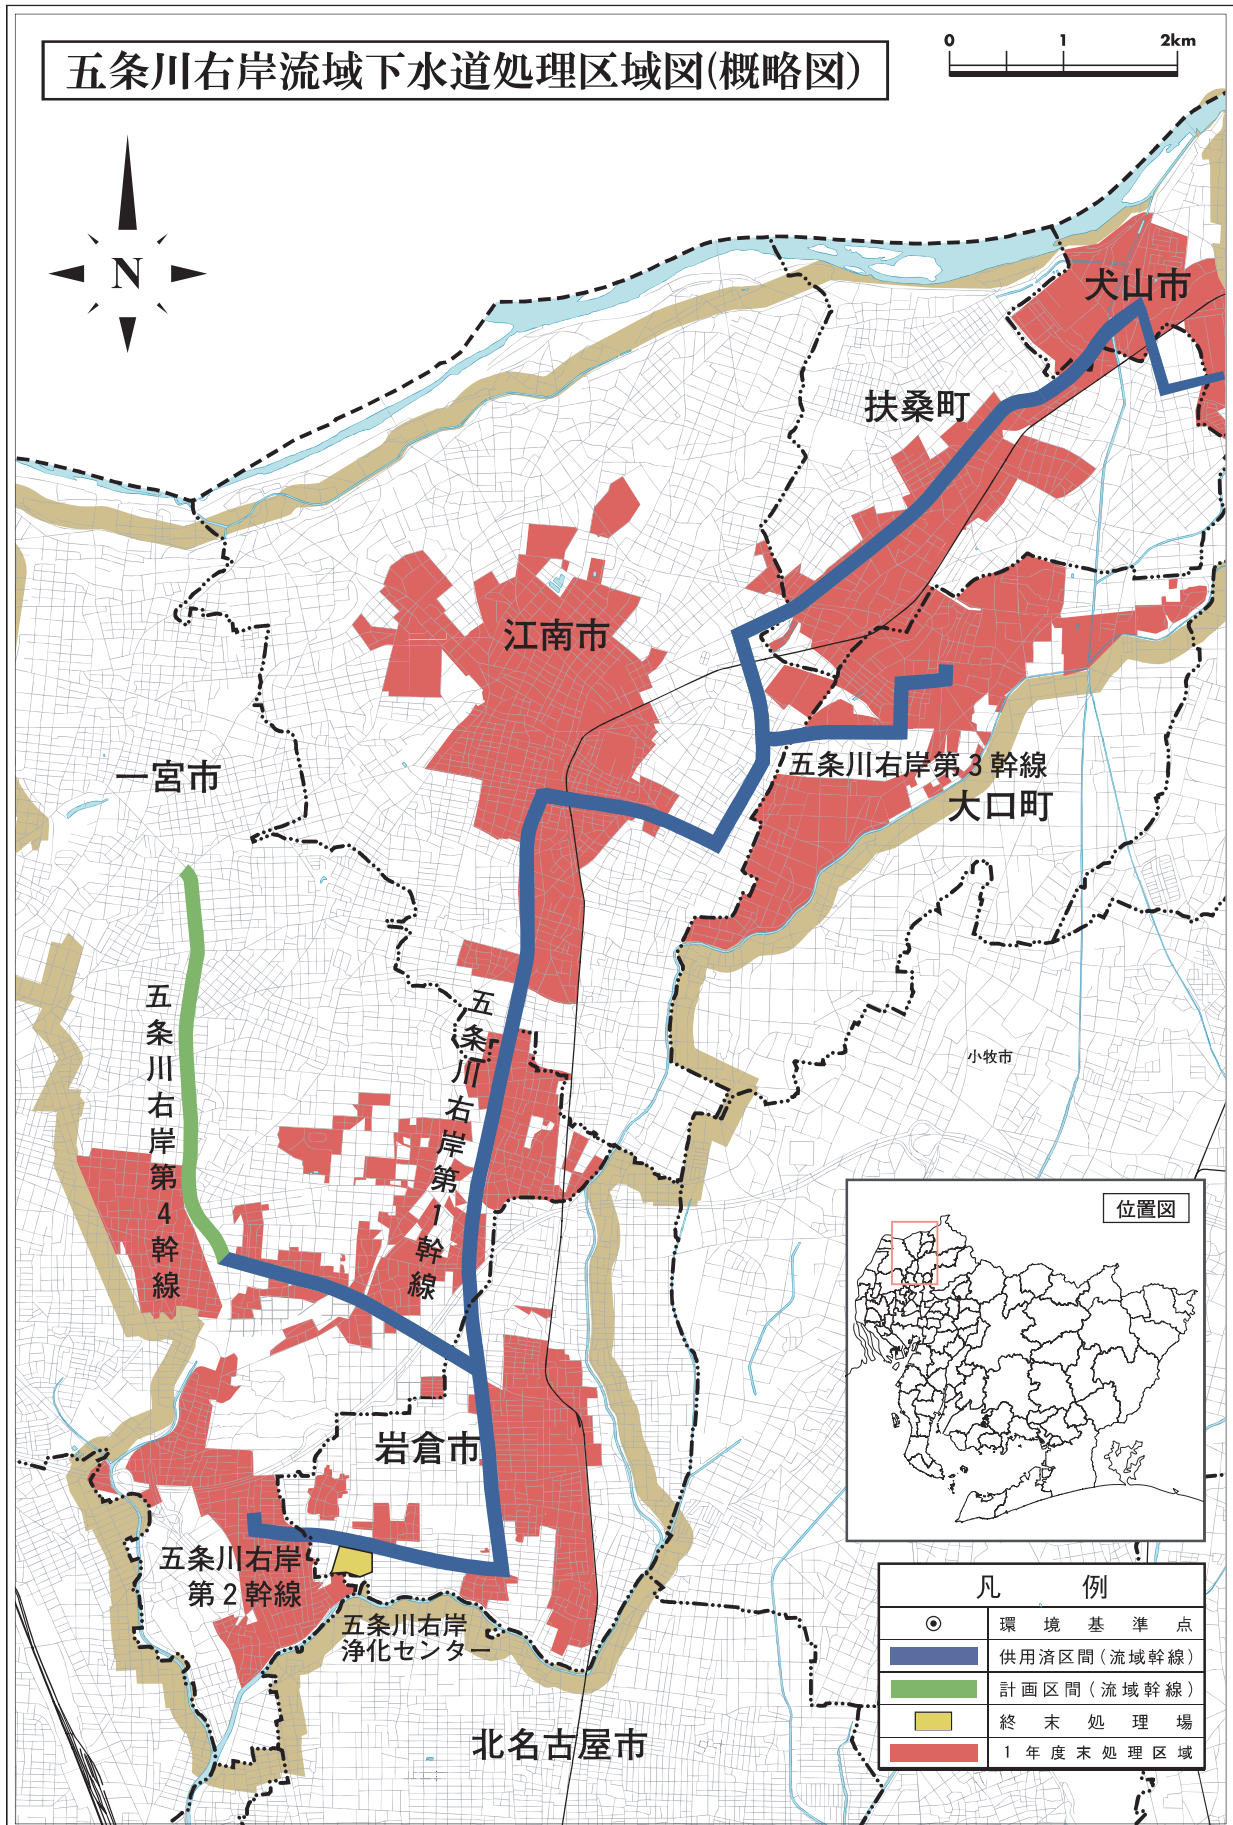 五条川右岸流域下水道処理区域図(概略図)
0 1 2km
N
犬山市
扶桑町
江南市
一宮市
五条川右岸第3幹線
大口町
五条川右岸第4幹線
五条川右岸第1幹線
小牧市
位置図
岩倉市
五条川右岸
第2幹線
五条川右岸
浄化センター
北名古屋市
凡例
環境基準点
供用済区間(流域幹線)
計画区間(流域幹線)
終末処理場
1年度末処理区域